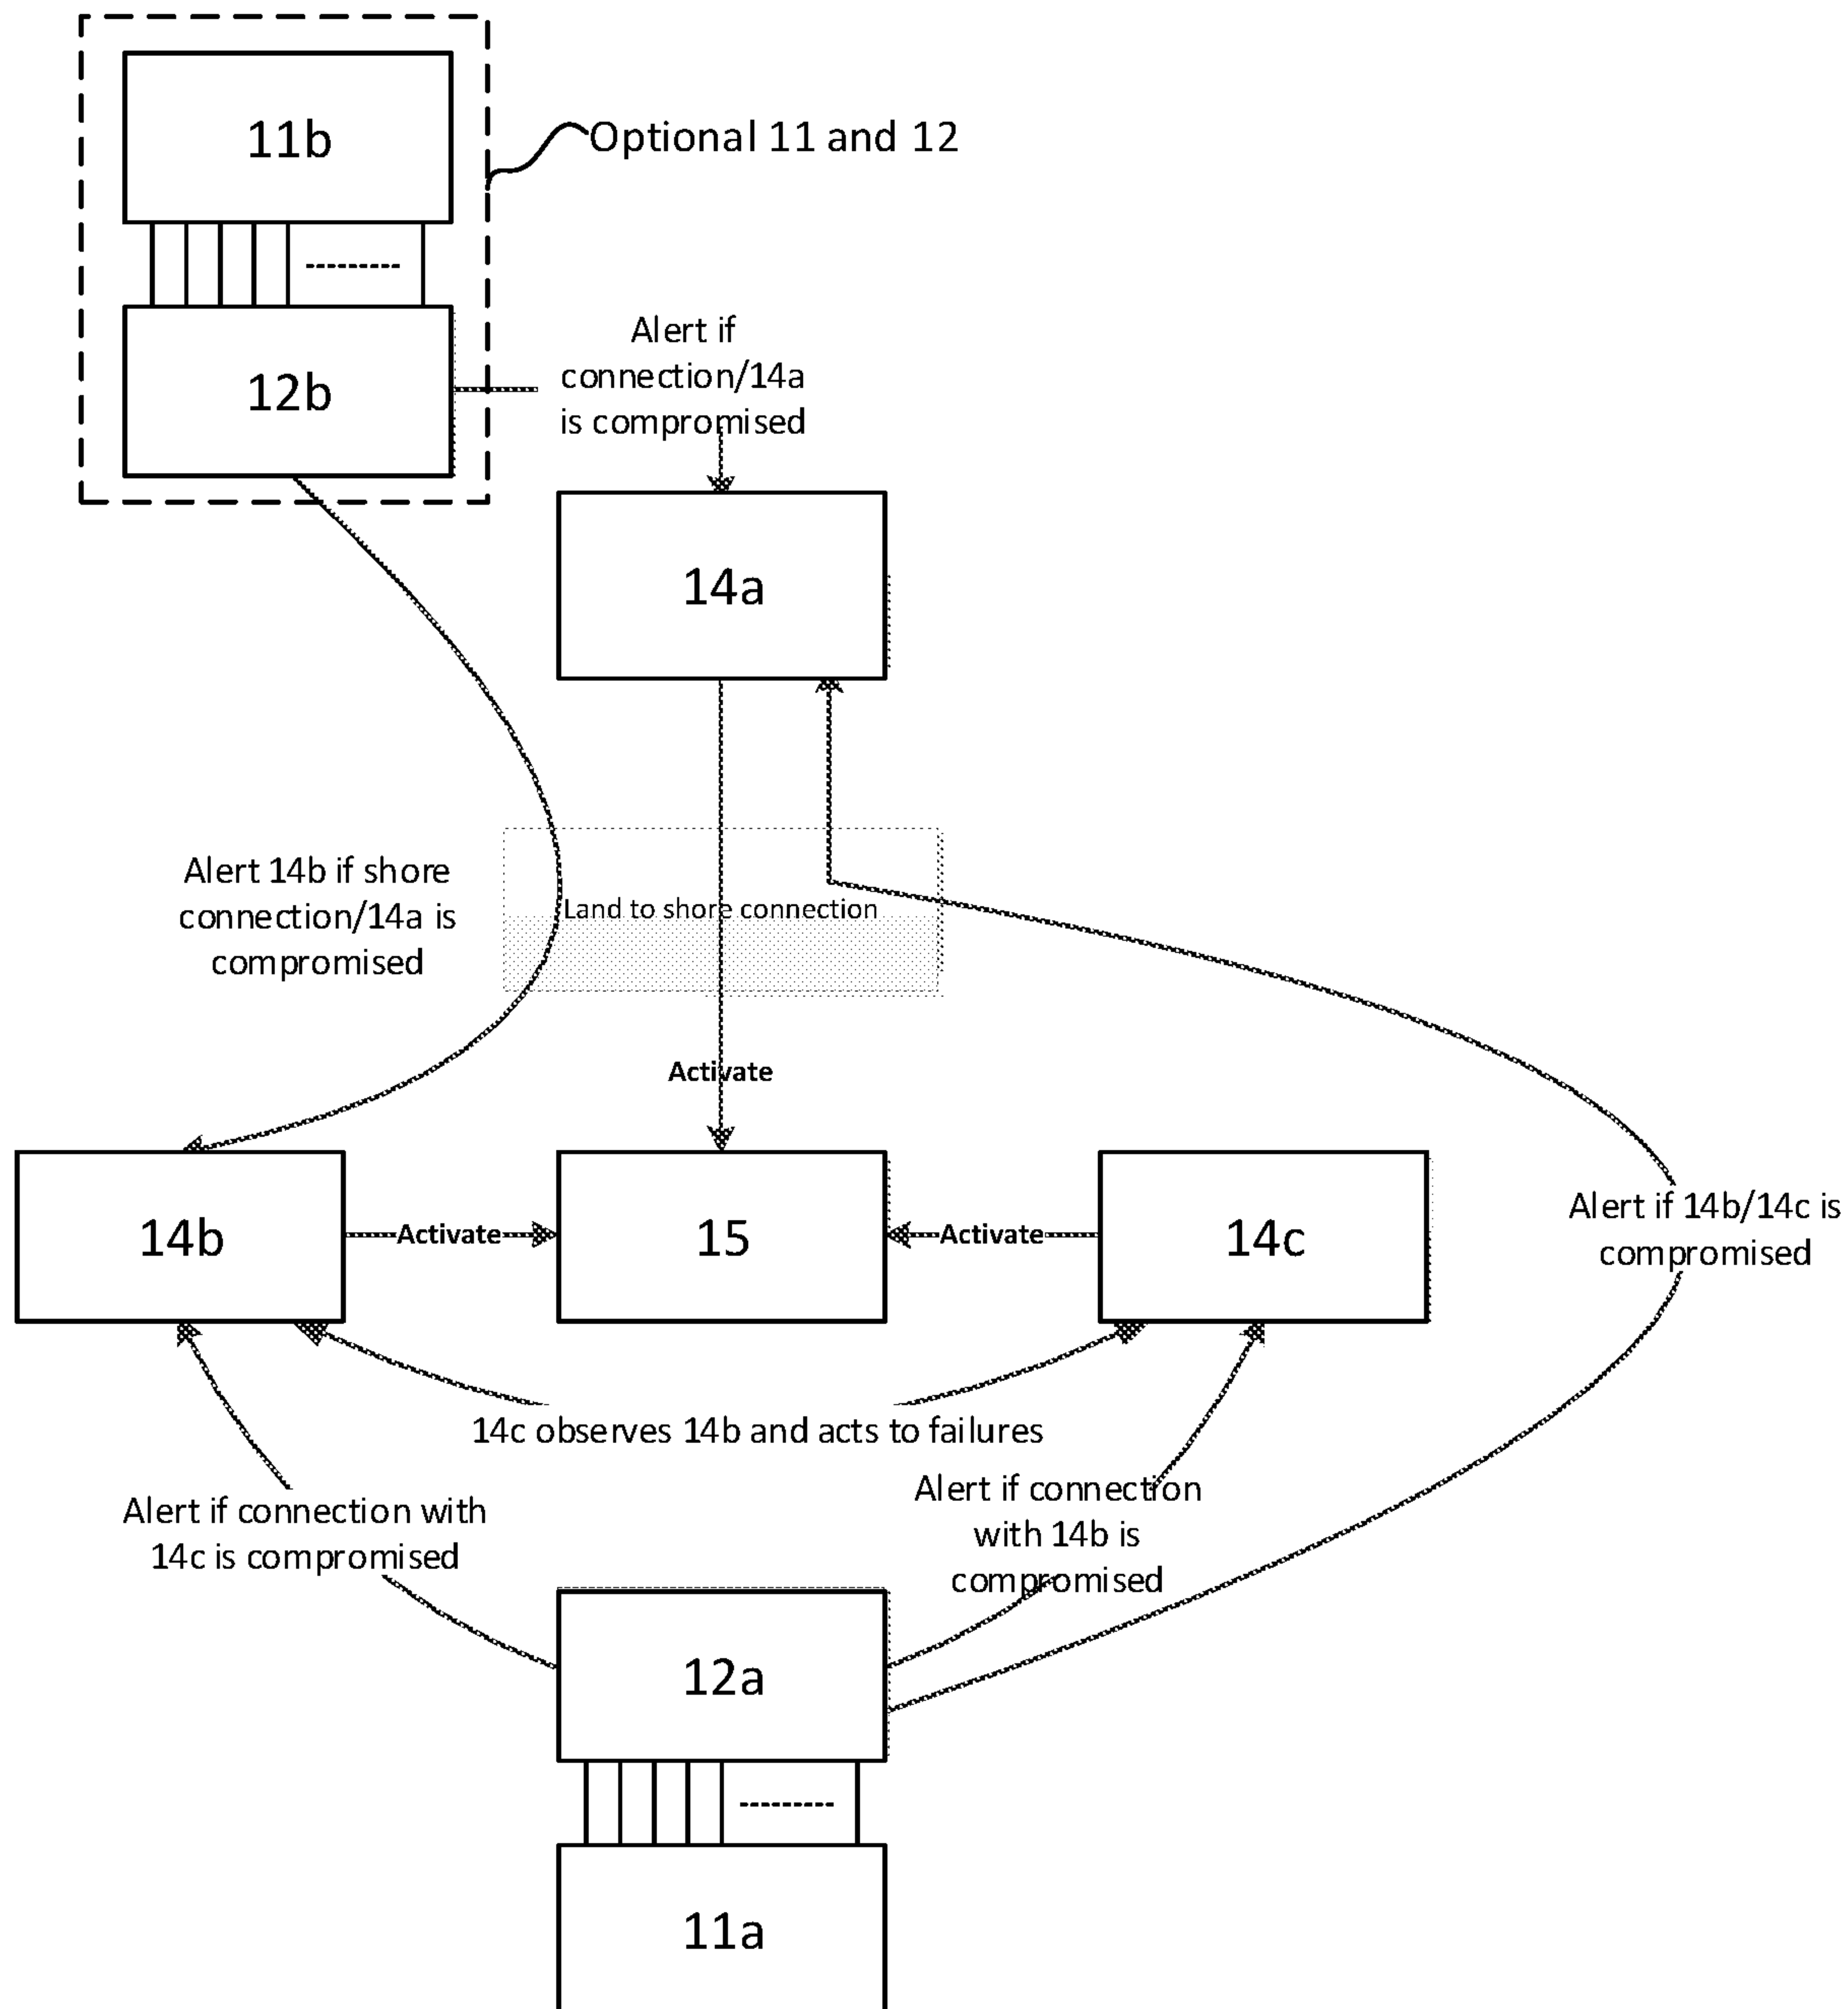 11b
Optional 11 and 12
12b
Alert if
connection/14a
is compromised
14a
Alert 14b if shore
connection/14a is
compromised
Land to shore connection
Activate
14b
Activate
15
Activate
14c
Alert if 14b/14c is
compromised
14c observes 14b and acts to failures
Alert if connection with
14c is compromised
Alert if connection
with 14b is
compromised
12a
11a